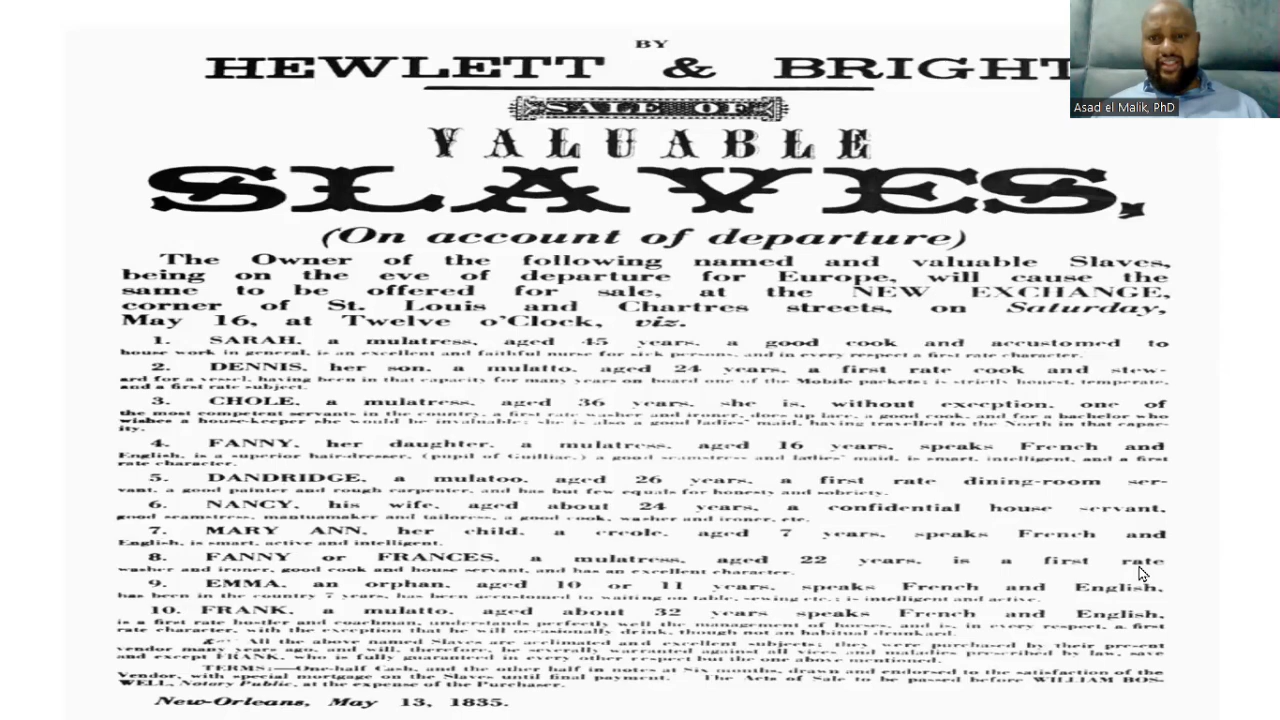 BY
HEWLETT & BRIGHT
SALE OF
VALUABLE
SLAVES,
(On account of departure)
The Owner of the following named and valuable Slaves,
being on the eve of departure for Europe, will cause the
same to be offered for sale, at the NEW EXCHANGE,
corner of St. Louis and Chartres streets, on Saturday,
May 16, at Twelve o'Clock, viz.
1. SARAH, a mulatress, aged 45 years, a good cook and accustomed to
house work in general, is an excellent and faithful nurse for sick persons, and in every respect a first rate character.
2. DENNIS, her son, a mulatto, aged 24 years, a first rate cook and stew-
ard for a vessel, having been in that capacity for many years on board one of the Mobile packets; is strictly honest, temperate,
and a first rate subject.
3. CHOLE, a mulatress, aged 36 years, she is, without exception, one of
the most competent servants in the country, a first rate washer and ironer, does up lace, a good cook, and for a bachelor who
wishes a house-keeper she would be invaluable; she is also a good ladies' maid, having travelled to the North in that capac-
ity.
4. FANNY, her daughter, a mulatress, aged 16 years, speaks French and
English, is a superior hair-dresser, (pupil of Guilliac,) a good seamstress and ladies' maid, is smart, intelligent, and a first
rate character.
5. DANDRIDGE, a mulatoo, aged 26 years, a first rate dining-room ser-
vant, a good painter and rough carpenter, and has but few equals for honesty and sobriety.
6. NANCY, his wife, aged about 24 years, a confidential house servant,
good seamstress, mantuamaker and tailoress, a good cook, washer and ironer, etc.
7. MARY ANN, her child, a creole, aged 7 years, speaks French and
English, is smart, active and intelligent.
8. FANNY or FRANCES, a mulatress, aged 22 years, is a first rate
washer and ironer, good cook and house servant, and has an excellent character.
9. EMMA, an orphan, aged 10 or 11 years, speaks French and English,
has been in the country 7 years, has been accustomed to waiting on table, sewing etc.; is intelligent and active.
10. FRANK, a mulatto, aged about 32 years speaks French and English,
is a first rate hostler and coachman, understands perfectly well the management of horses, and is, in every respect, a first
rate character, with the exception that he will occasionally drink, though not an habitual drunkard.
All the above named Slaves are acclimated and excellent subjects; they were purchased by their present
vendor many years ago, and will, therefore, be severally warranted against all vices and maladies prescribed by law, save
and except FRANK, who is fully guaranteed in every other respect but the one above mentioned.
TERMS:—One-half Cash, and the other half in notes at Six months, drawn and endorsed to the satisfaction of the
Vendor, with special mortgage on the Slaves until final payment. The Acts of Sale to be passed before WILLIAM BOS-
WELL, Notary Public, at the expense of the Purchaser.
New-Orleans, May 13, 1835.
Asad el Malik, PhD